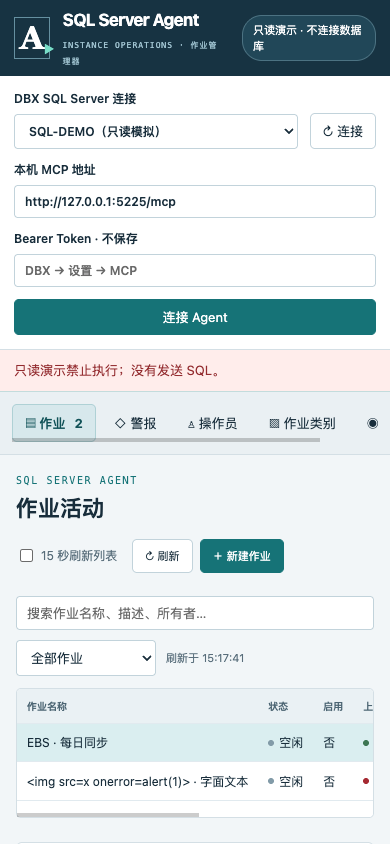 A
SQL Server Agent
INSTANCE OPERATIONS · 作业管
理器
只读演示 · 不连接数据
库
DBX SQL Server 连接
SQL-DEMO（只读模拟）
↻ 连接
本机 MCP 地址
http://127.0.0.1:5225/mcp
Bearer Token · 不保存
DBX → 设置 → MCP
连接 Agent
只读演示禁止执行；没有发送 SQL。
▤ 作业 2
◇ 警报
♙ 操作员
▨ 作业类别
◉
SQL SERVER AGENT
作业活动
15 秒刷新列表
↻ 刷新
＋ 新建作业
搜索作业名称、描述、所有者...
全部作业
刷新于 15:17:41
作业名称 状态 启用 上
EBS · 每日同步 空闲 否
<img src=x onerror=alert(1)> · 字面文本 空闲 否